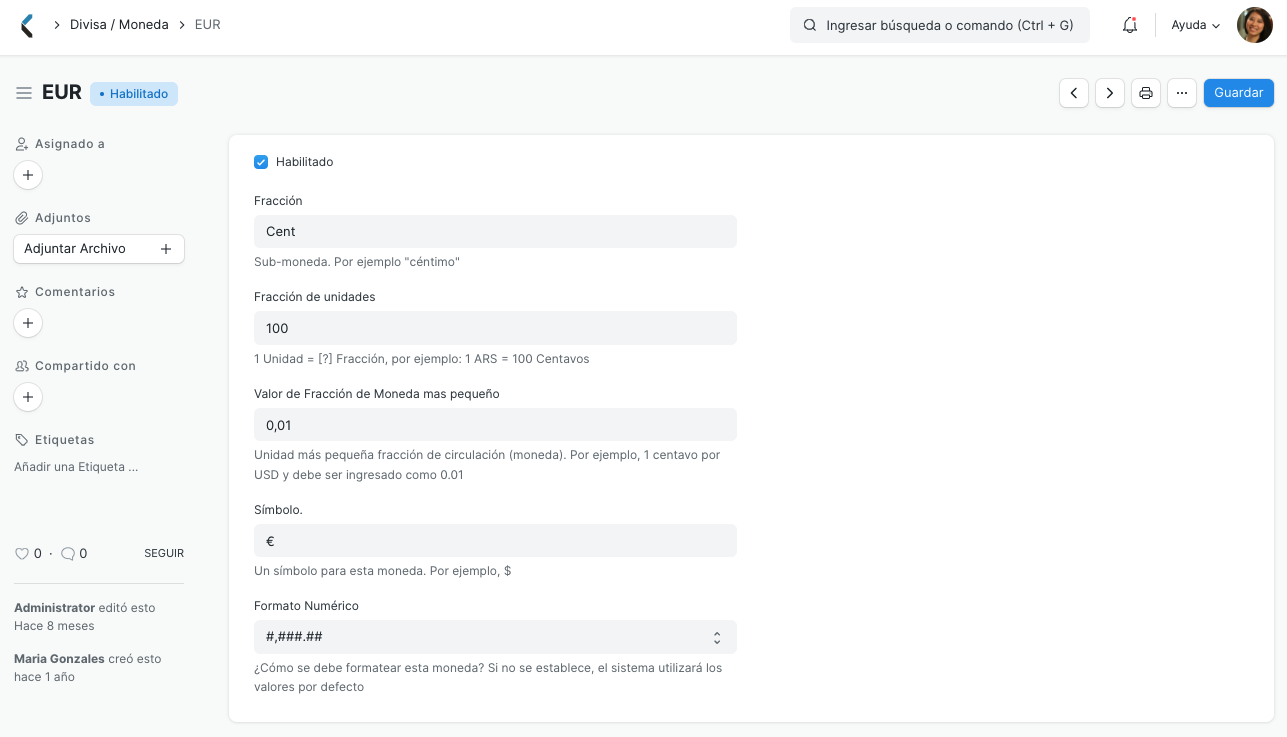 Divisa / Moneda
EUR
Ingresar búsqueda o comando (Ctrl + G)
Ayuda
EUR
Habilitado
Guardar
Asignado a
Adjuntos
Adjuntar Archivo
Comentarios
Compartido con
Etiquetas
Añadir una Etiqueta ...
0 · 0 SEGUIR
Administrator editó esto
Hace 8 meses
Maria Gonzales creó esto
hace 1 año
Habilitado
Fracción
Cent
Sub-moneda. Por ejemplo "céntimo"
Fracción de unidades
100
1 Unidad = [?] Fracción, por ejemplo: 1 ARS = 100 Centavos
Valor de Fracción de Moneda mas pequeño
0,01
Unidad más pequeña fracción de circulación (moneda). Por ejemplo, 1 centavo por
USD y debe ser ingresado como 0.01
Símbolo.
€
Un símbolo para esta moneda. Por ejemplo, $
Formato Numérico
#,###.##
¿Cómo se debe formatear esta moneda? Si no se establece, el sistema utilizará los
valores por defecto